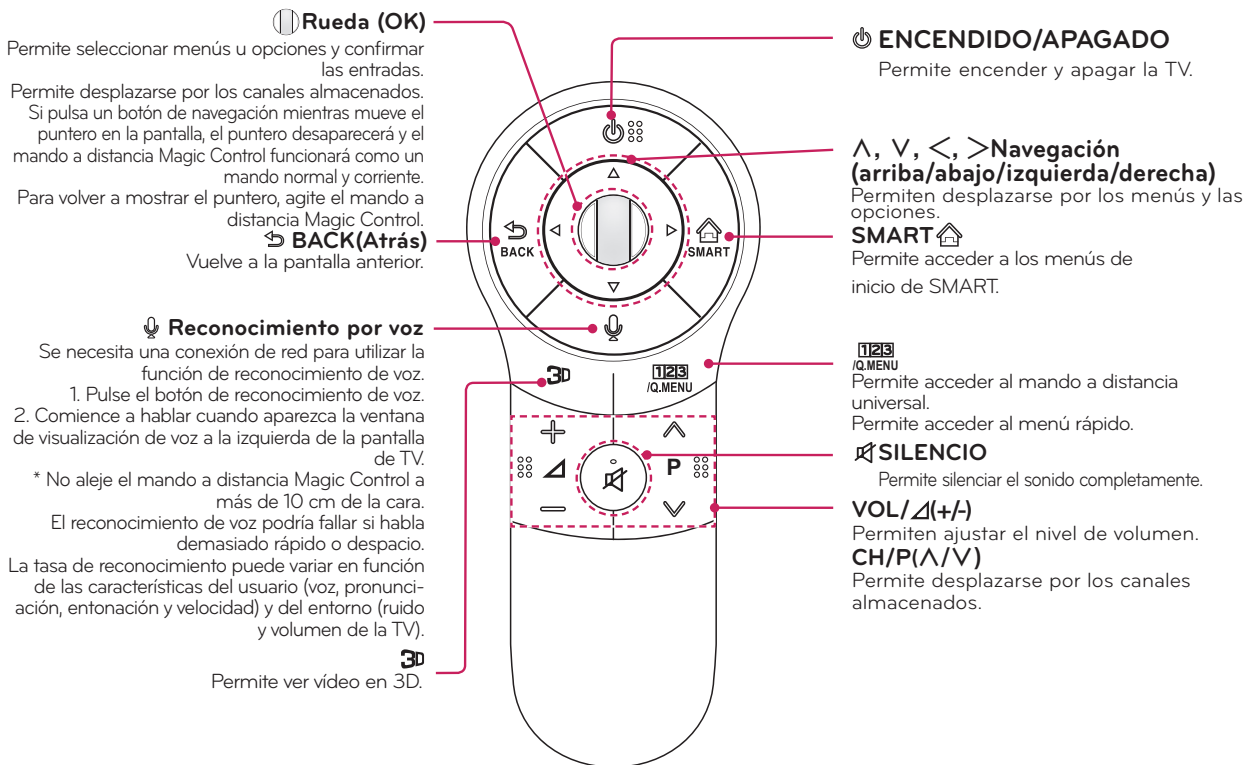 Rueda (OK)
Permite seleccionar menús u opciones y confirmar
las entradas.
Permite desplazarse por los canales almacenados.
Si pulsa un botón de navegación mientras mueve el
puntero en la pantalla, el puntero desaparecerá y el
mando a distancia Magic Control funcionará como un
mando normal y corriente.
Para volver a mostrar el puntero, agite el mando a
distancia Magic Control.
BACK(Atrás)
Vuelve a la pantalla anterior.
Reconocimiento por voz
Se necesita una conexión de red para utilizar la
función de reconocimiento de voz.
1. Pulse el botón de reconocimiento de voz.
2. Comience a hablar cuando aparezca la ventana
de visualización de voz a la izquierda de la pantalla
de TV.
* No aleje el mando a distancia Magic Control a
más de 10 cm de la cara.
El reconocimiento de voz podría fallar si habla
demasiado rápido o despacio.
La tasa de reconocimiento puede variar en función
de las características del usuario (voz, pronunci-
ación, entonación y velocidad) y del entorno (ruido
y volumen de la TV).
3D
Permite ver vídeo en 3D.
BACK
SMART
3D
123
/Q.MENU
P
ENCENDIDO/APAGADO
Permite encender y apagar la TV.
∧, ∨, <, >Navegación
(arriba/abajo/izquierda/derecha)
Permiten desplazarse por los menús y las
opciones.
SMART
Permite acceder a los menús de
inicio de SMART.
123
/Q.MENU
Permite acceder al mando a distancia
universal.
Permite acceder al menú rápido.
SILENCIO
Permite silenciar el sonido completamente.
VOL/⊿(+/-)
Permiten ajustar el nivel de volumen.
CH/P(∧/∨)
Permite desplazarse por los canales
almacenados.